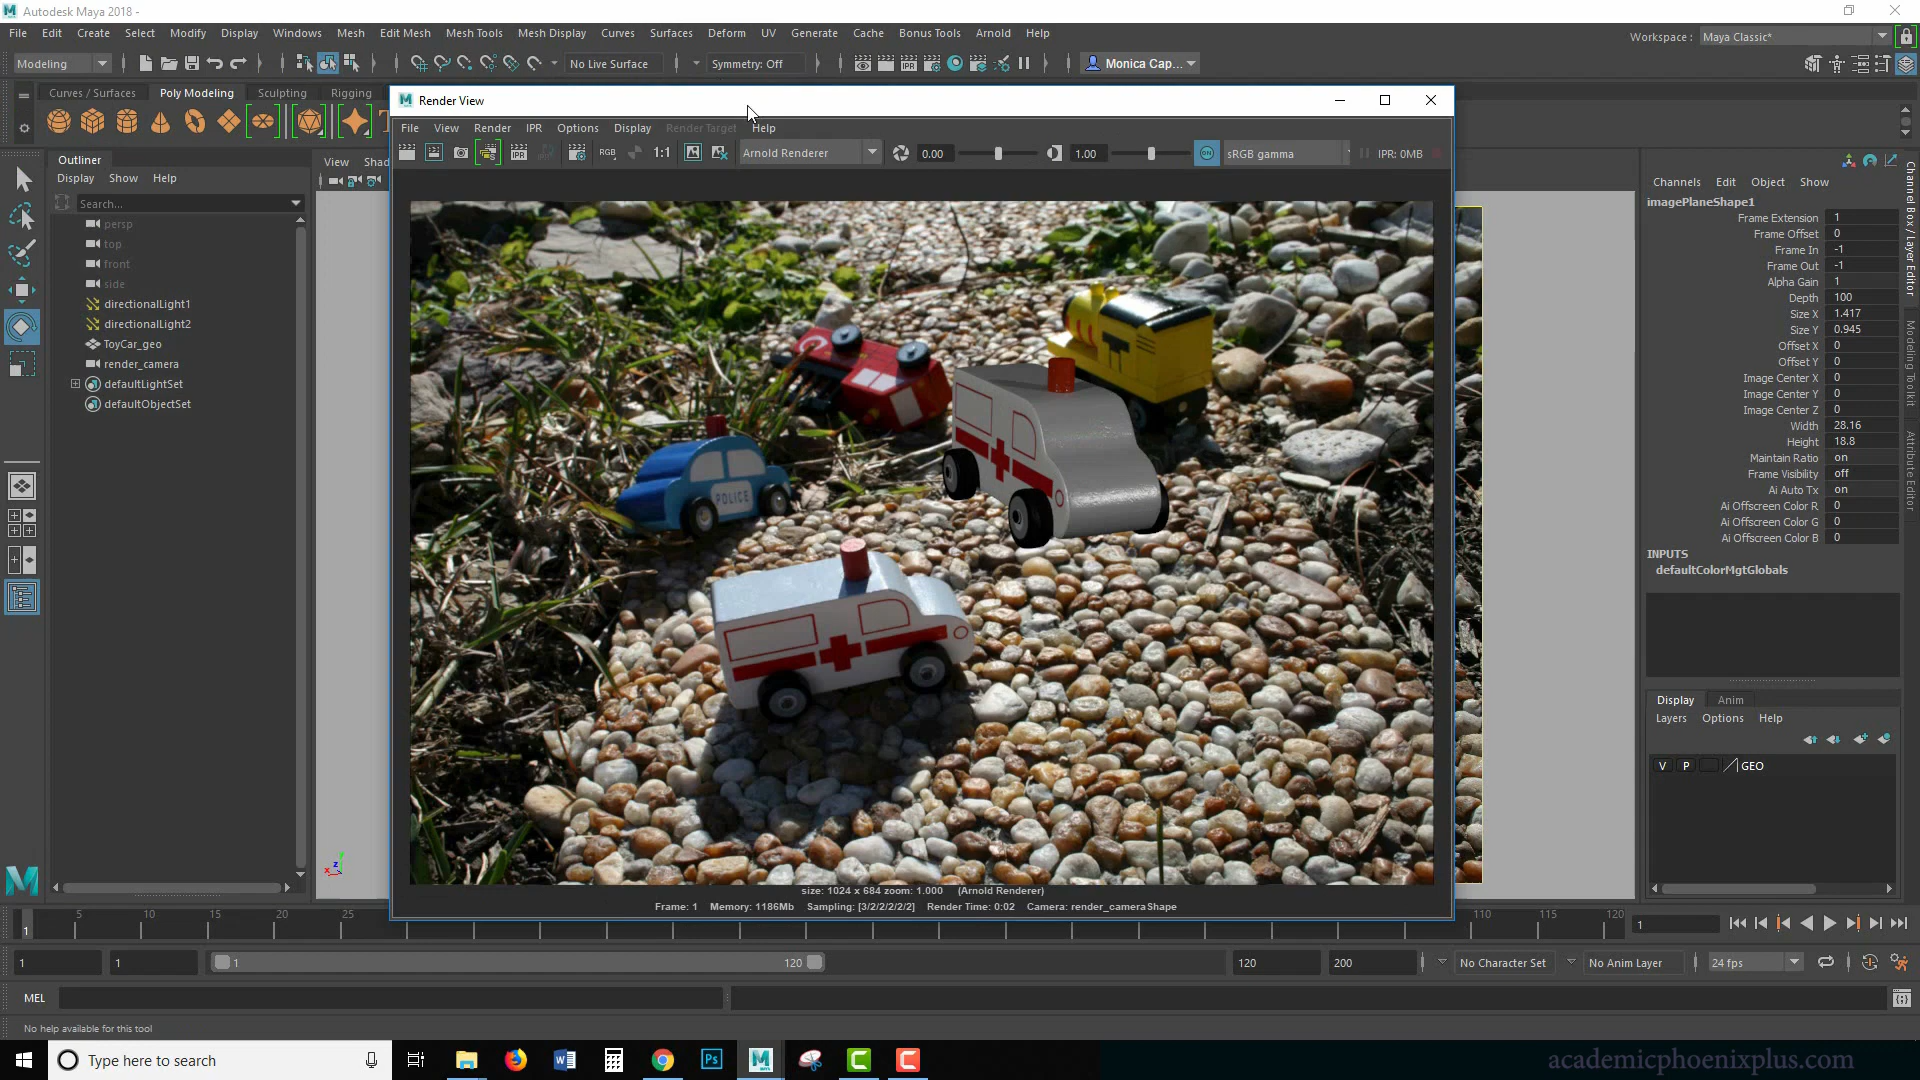 Autodesk Maya 2018 -
File Edit Create Select Modify Display Windows Mesh Edit Mesh Mesh Tools Mesh Display Curves Surfaces Deform UV Generate Cache Bonus Tools Arnold Help
Workspace : Maya Classic*
Modeling No Live Surface Symmetry: Off Monica Cap...
Curves / Surfaces Poly Modeling Sculpting Rigging
Render View
File View Render IPR Options Display Render Target Help
IPR RGB 1:1 Arnold Renderer 0.00 1.00 ON sRGB gamma IPR: 0MB
Outliner
Display Show Help
Search...
persp
top
front
side
directionalLight1
directionalLight2
ToyCar_geo
render_camera
defaultLightSet
defaultObjectSet
View Shad
POLICE
size: 1024 x 684 zoom: 1.000 (Arnold Renderer)
Frame: 1 Memory: 1186Mb Sampling: [3/2/2/2/2/2] Render Time: 0:02 Camera: render_cameraShape
Channels Edit Object Show
imagePlaneShape1
Frame Extension 1
Frame Offset 0
Frame In -1
Frame Out -1
Alpha Gain 1
Depth 100
Size X 1.417
Size Y 0.945
Offset X 0
Offset Y 0
Image Center X 0
Image Center Y 0
Image Center Z 0
Width 28.16
Height 18.8
Maintain Ratio on
Frame Visibility off
Ai Auto Tx on
Ai Offscreen Color R 0
Ai Offscreen Color G 0
Ai Offscreen Color B 0
INPUTS
defaultColorMgtGlobals
Channel Box / Layer Editor
Modeling Toolkit
Attribute Editor
Display Anim
Layers Options Help
V P GEO
5 10 15 20 25 110 115 120
1 1
1 1 1 120 120 200 No Character Set No Anim Layer 24 fps
MEL
No help available for this tool
Type here to search
academicphoenixplus.com